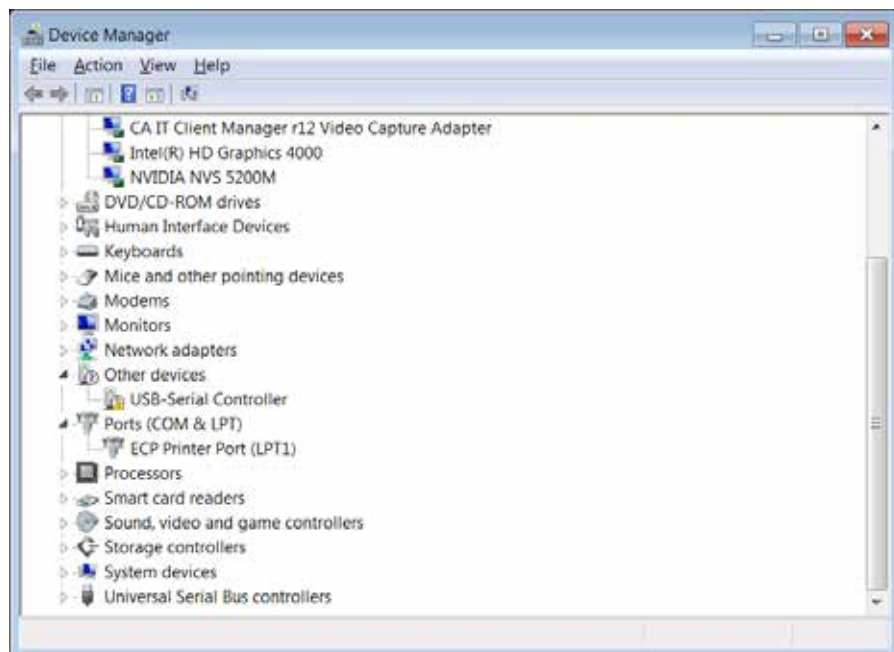 Device Manager
File Action View Help
CA IT Client Manager r12 Video Capture Adapter
Intel(R) HD Graphics 4000
NVIDIA NVS 5200M
DVD/CD-ROM drives
Human Interface Devices
Keyboards
Mice and other pointing devices
Modems
Monitors
Network adapters
Other devices
USB-Serial Controller
Ports (COM & LPT)
ECP Printer Port (LPT1)
Processors
Smart card readers
Sound, video and game controllers
Storage controllers
System devices
Universal Serial Bus controllers